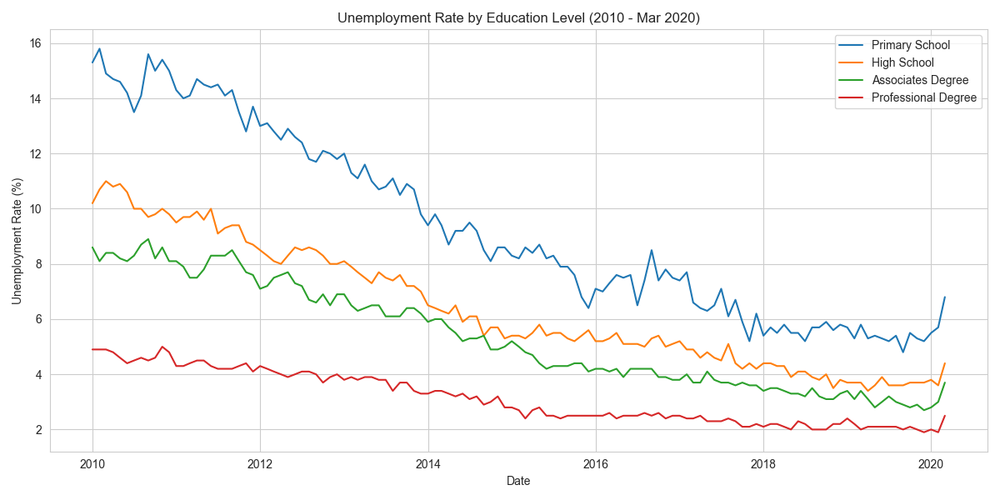 Unemployment Rate by Education Level (2010 - Mar 2020)
Primary School
High School
Associates Degree
Professional Degree
Unemployment Rate (%)
16
14
12
10
8
6
4
2
2010 2012 2014 2016 2018 2020
Date